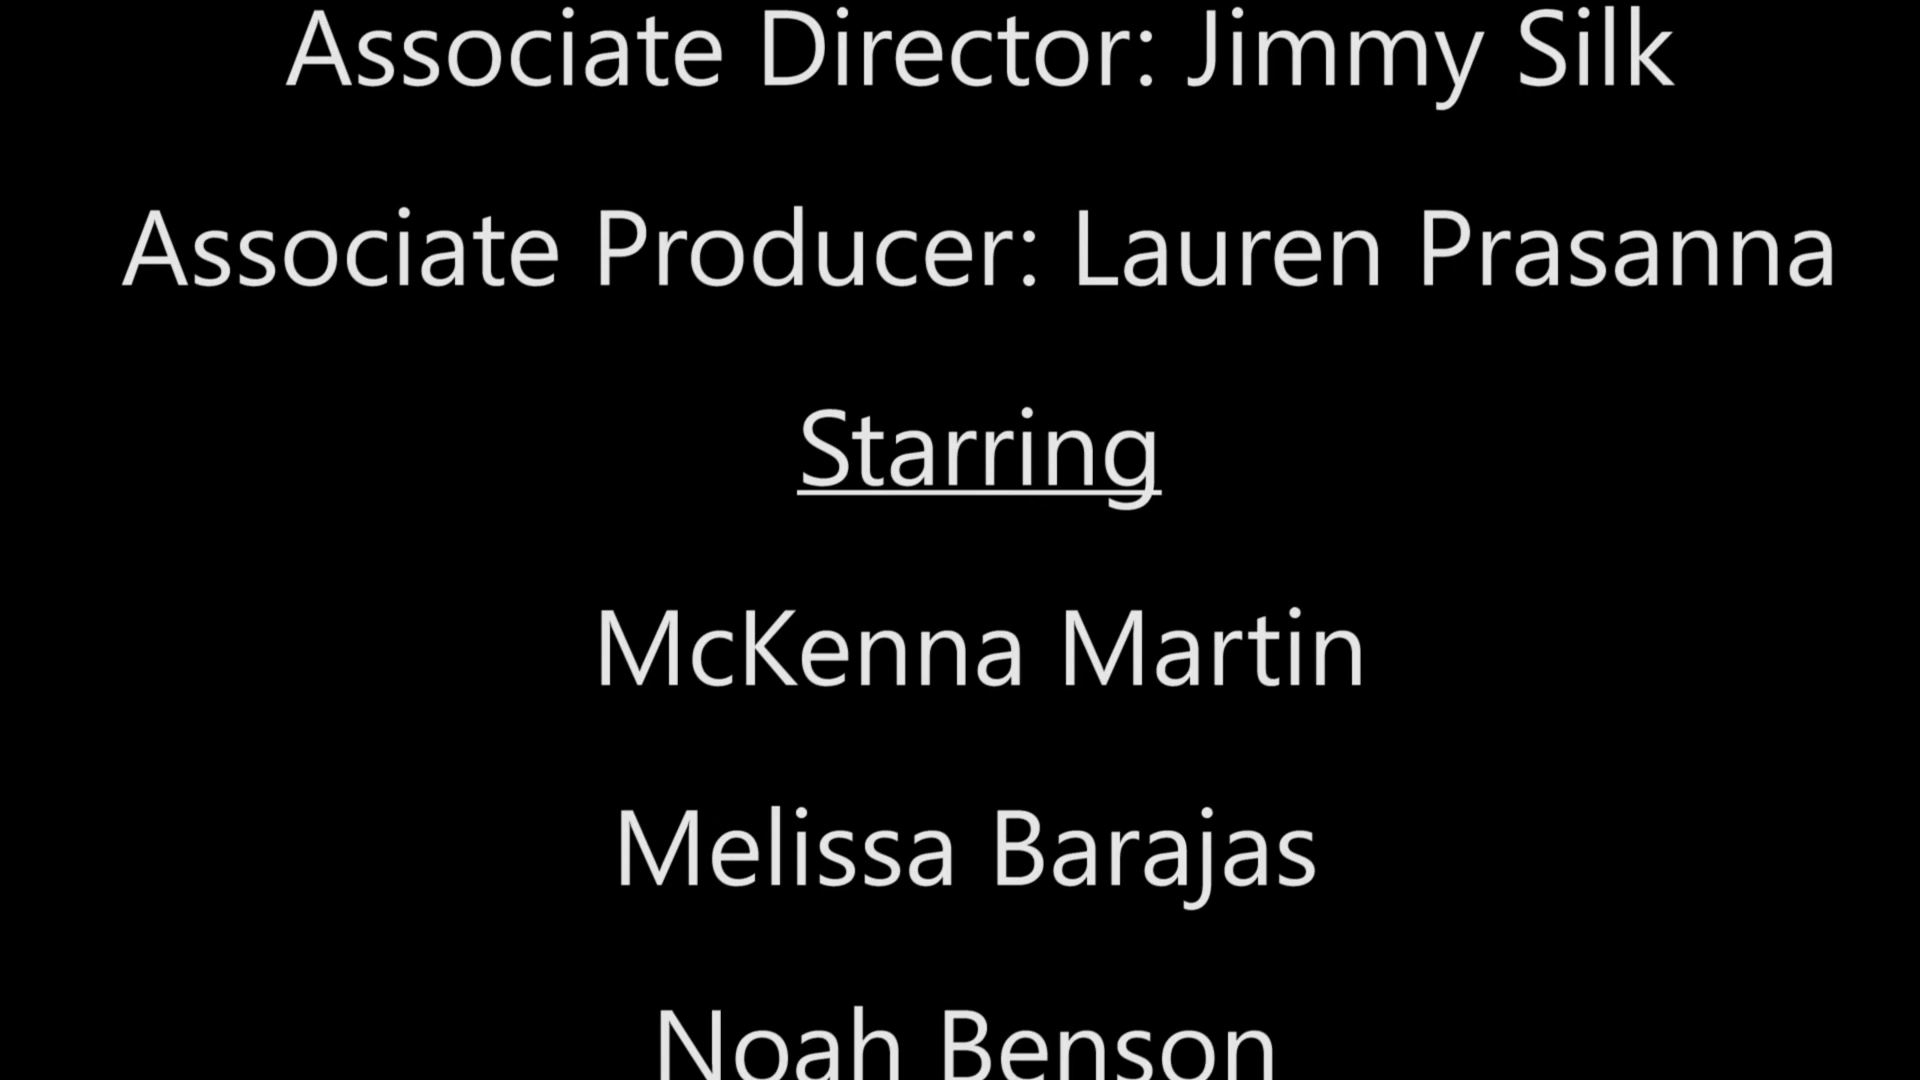 Associate Director: Jimmy Silk
Associate Producer: Lauren Prasanna
Starring
McKenna Martin
Melissa Barajas
Noah Benson